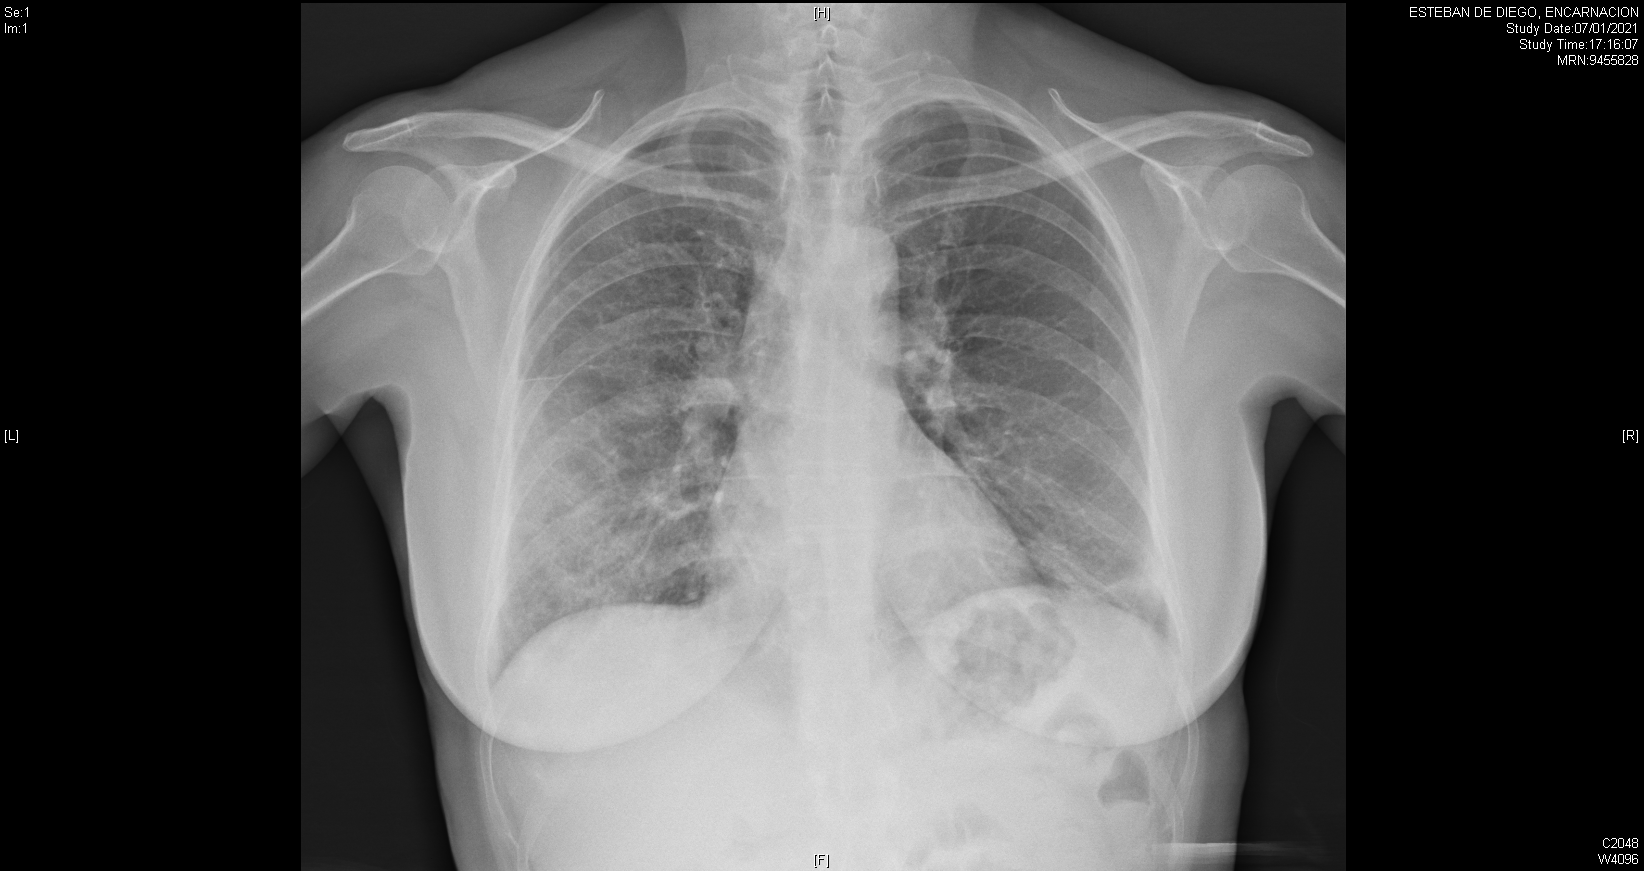 Se:1
Im:1
[H]
ESTEBAN DE DIEGO, ENCARNACION
Study Date:07/01/2021
Study Time:17:16:07
MRN:9455828
[L]
[R]
[F]
C2048
W4096